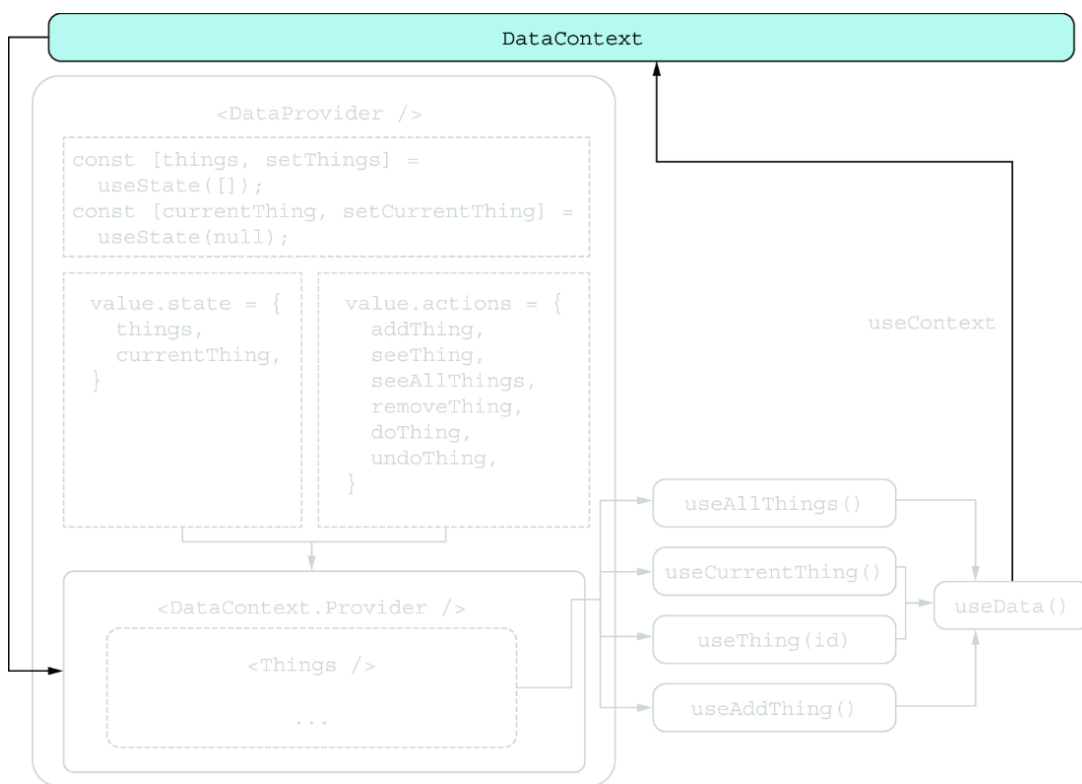 DataContext
<DataProvider />
const [things, setThings] =
useState([]);
const [currentThing, setCurrentThing] =
useState(null);
value.state = {
things,
currentThing,
}
value.actions = {
addThing,
seeThing,
seeAllThings,
removeThing,
doThing,
undoThing,
}
useContext
useAllThings()
useCurrentThing()
useThing(id)
useAddThing()
useData()
<DataContext.Provider />
<Things />
...